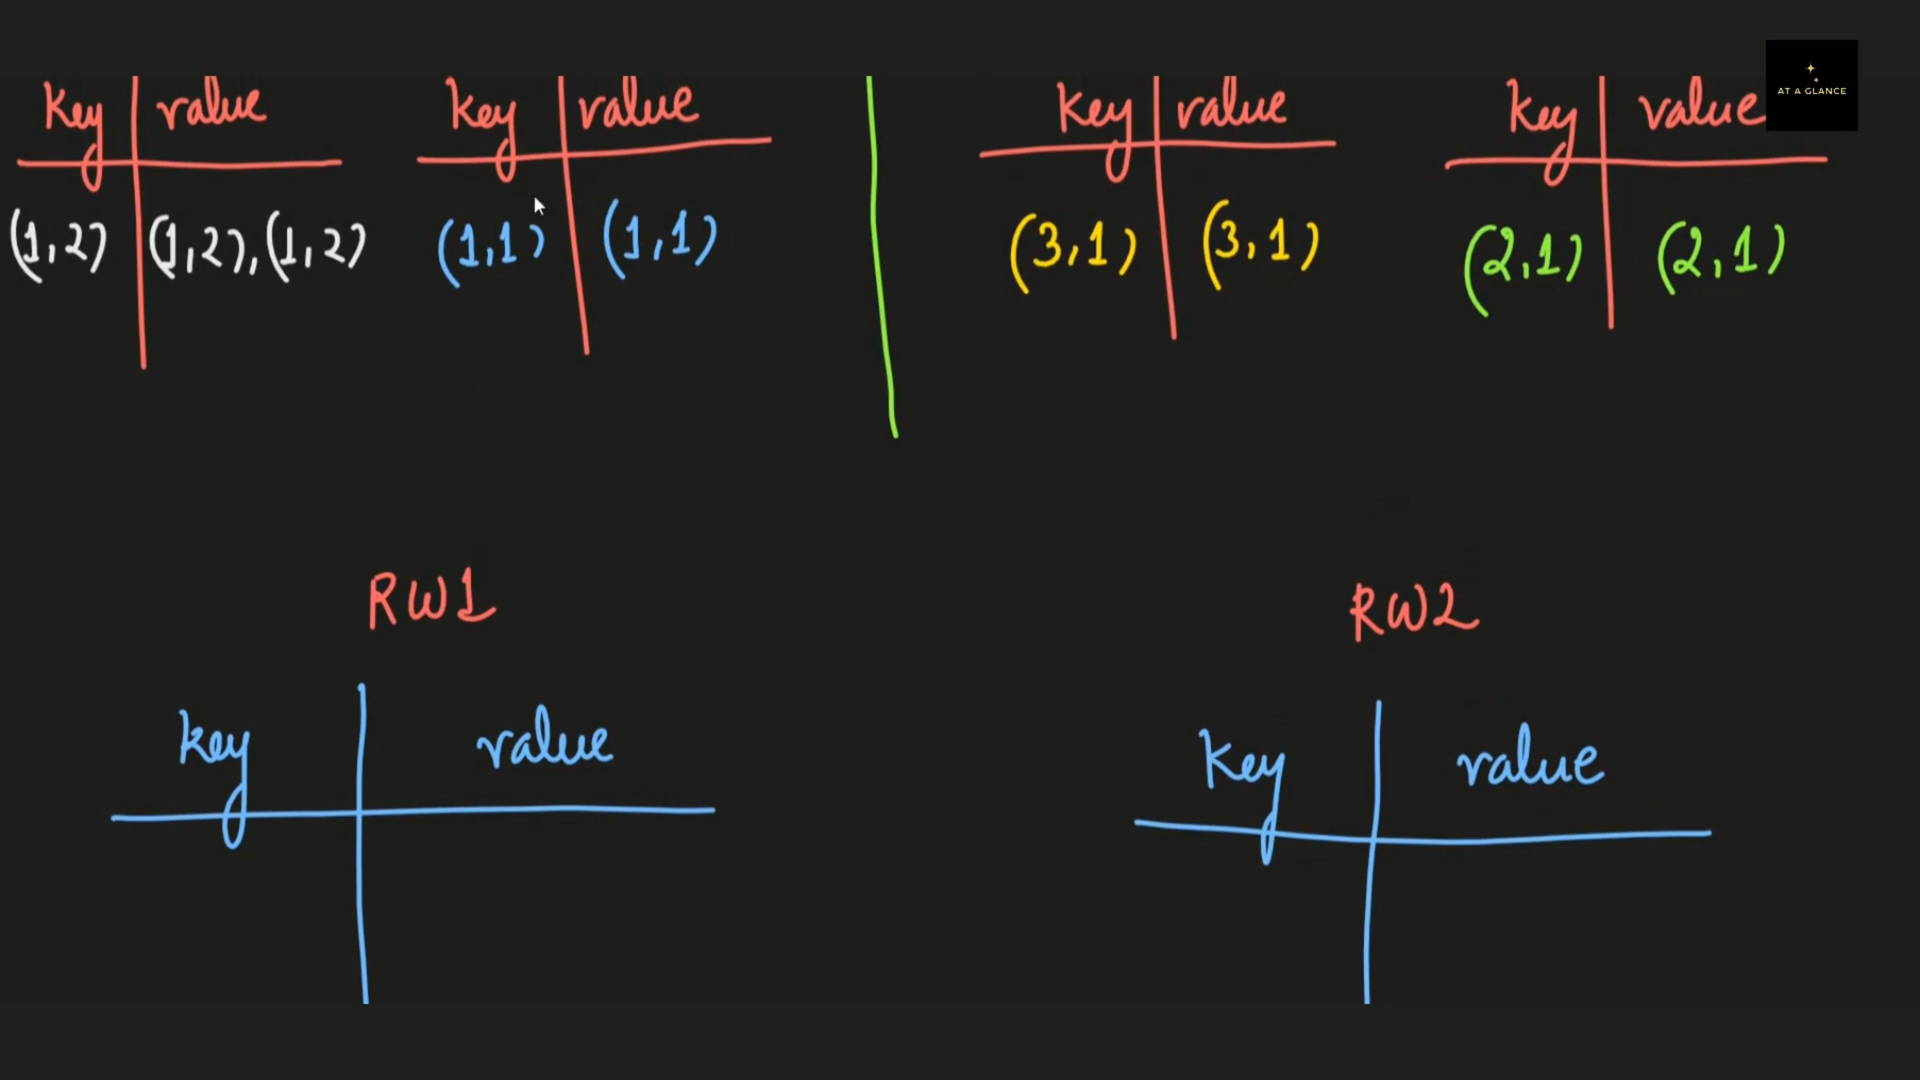 key value key value key value key value
AT A GLANCE
(1,2) (1,2),(1,2) (1,1) (1,1) (3,1) (3,1) (2,1) (2,1)
RW1 RW2
key value key value